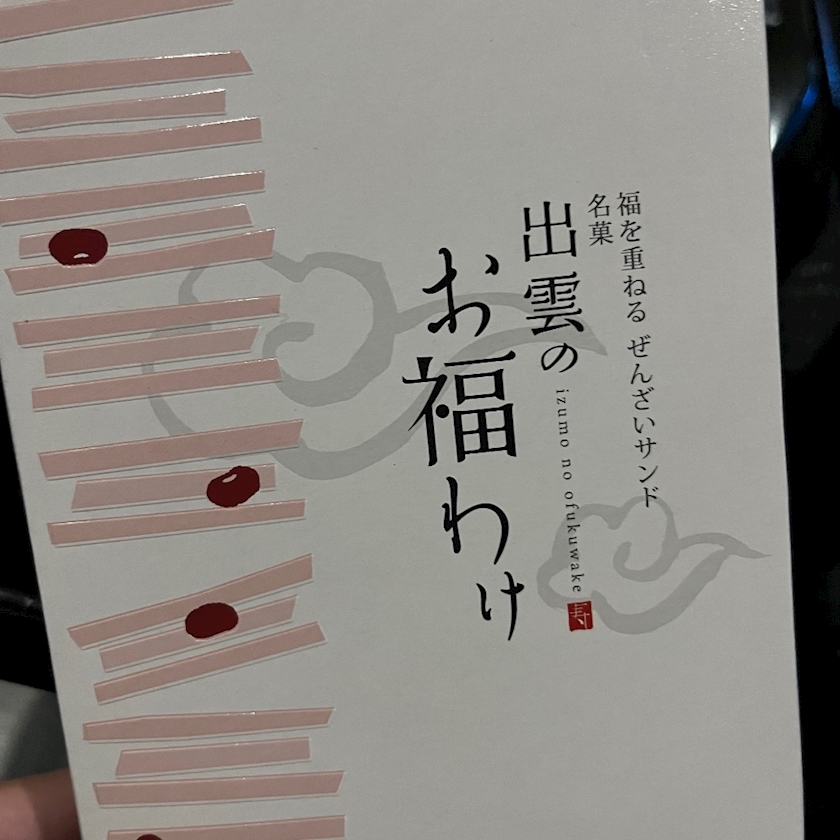 福を重ねる ぜんざいサンド
名菓
出雲の
izumo no ofukuwake
寿
お福わけ